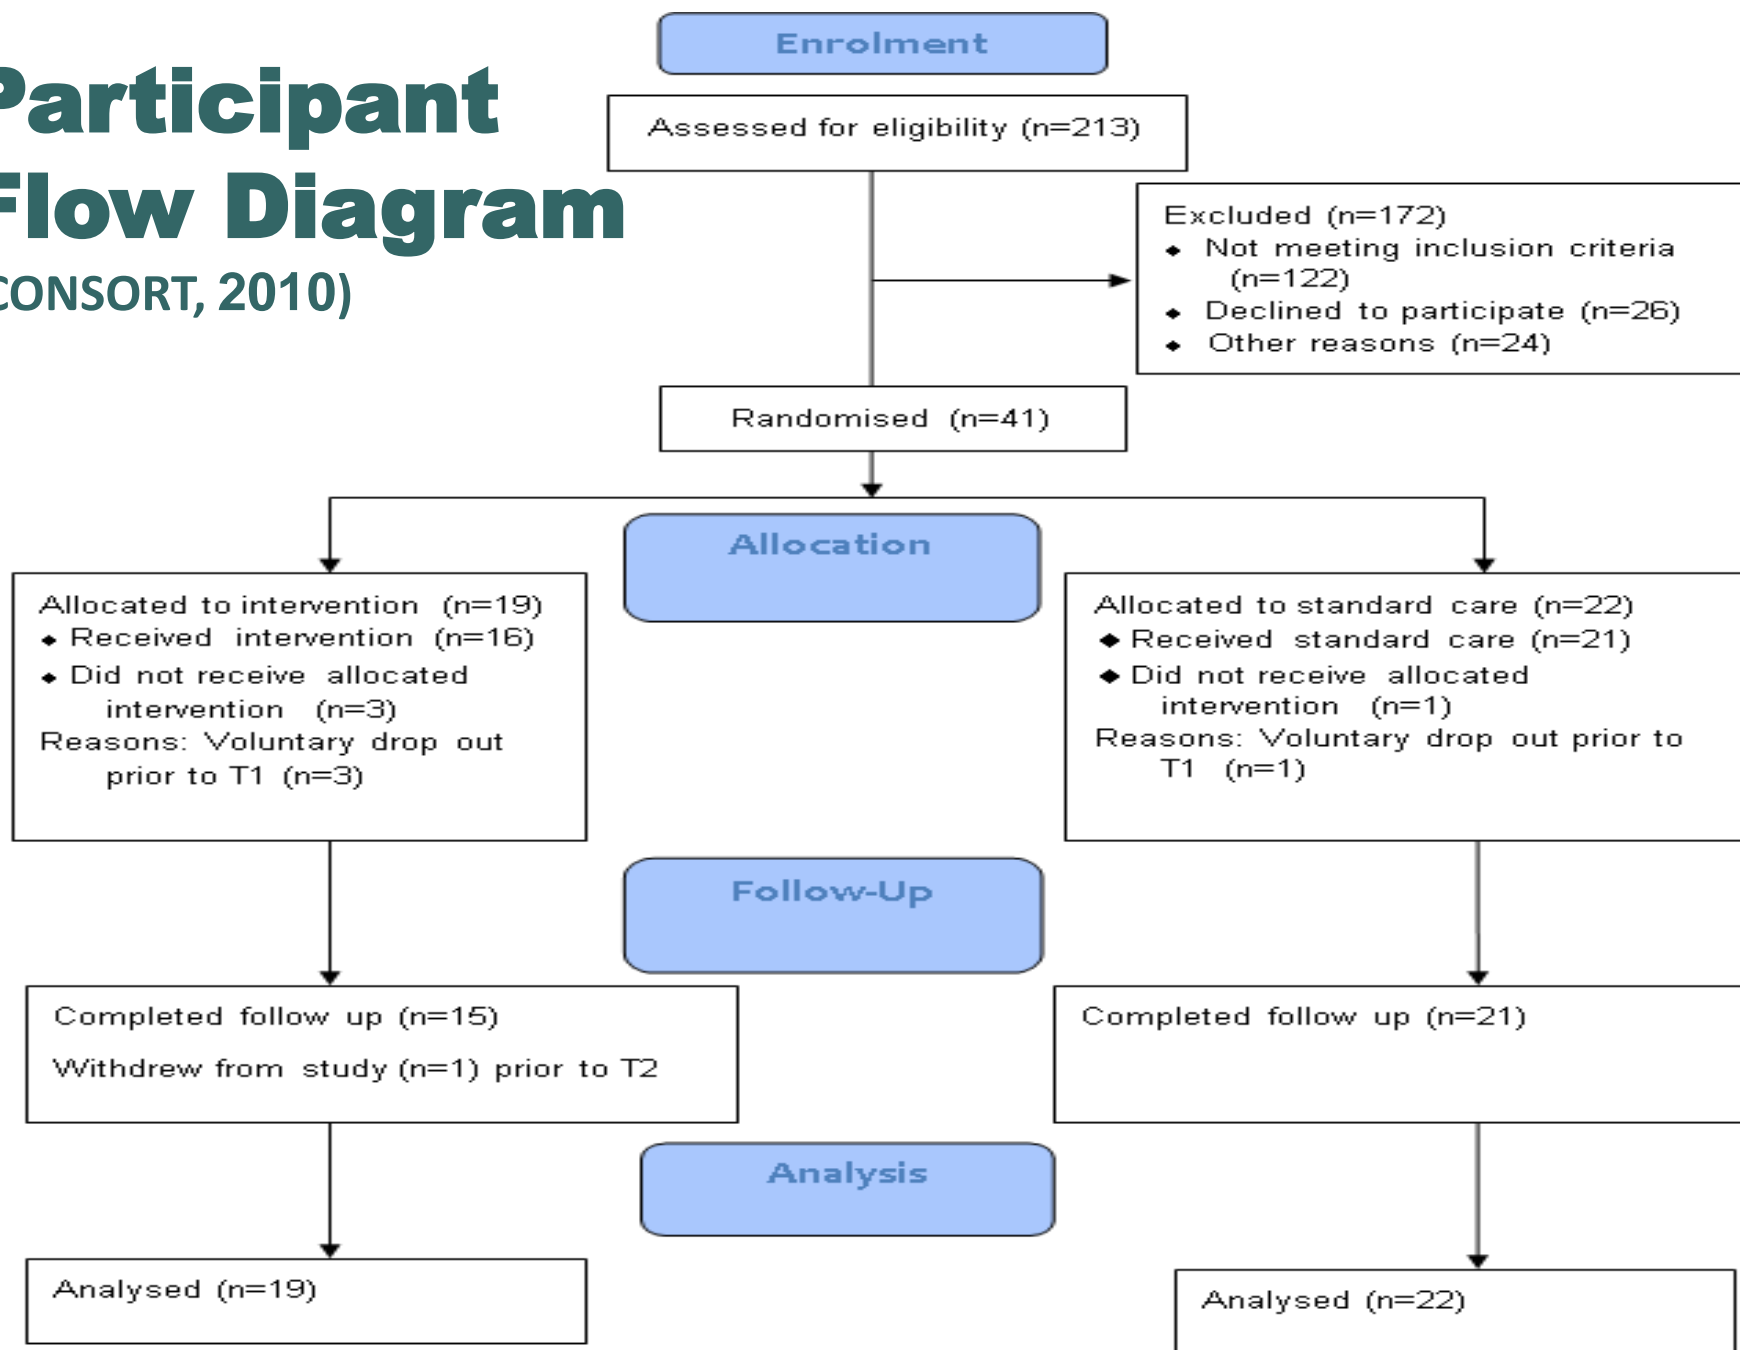 Enrolment
Participant
Flow Diagram
CONSORT, 2010)
Assessed for eligibility (n=213)
Excluded (n=172)
◆ Not meeting inclusion criteria
(n=122)
◆ Declined to participate (n=26)
◆ Other reasons (n=24)
Randomised (n=41)
Allocation
Allocated to intervention (n=19)
◆ Received intervention (n=16)
◆ Did not receive allocated
intervention (n=3)
Reasons: Voluntary drop out
prior to T1 (n=3)
Allocated to standard care (n=22)
◆ Received standard care (n=21)
◆ Did not receive allocated
intervention (n=1)
Reasons: Voluntary drop out prior to
T1 (n=1)
Follow-Up
Completed follow up (n=15)
Withdrew from study (n=1) prior to T2
Completed follow up (n=21)
Analysis
Analysed (n=19)
Analysed (n=22)